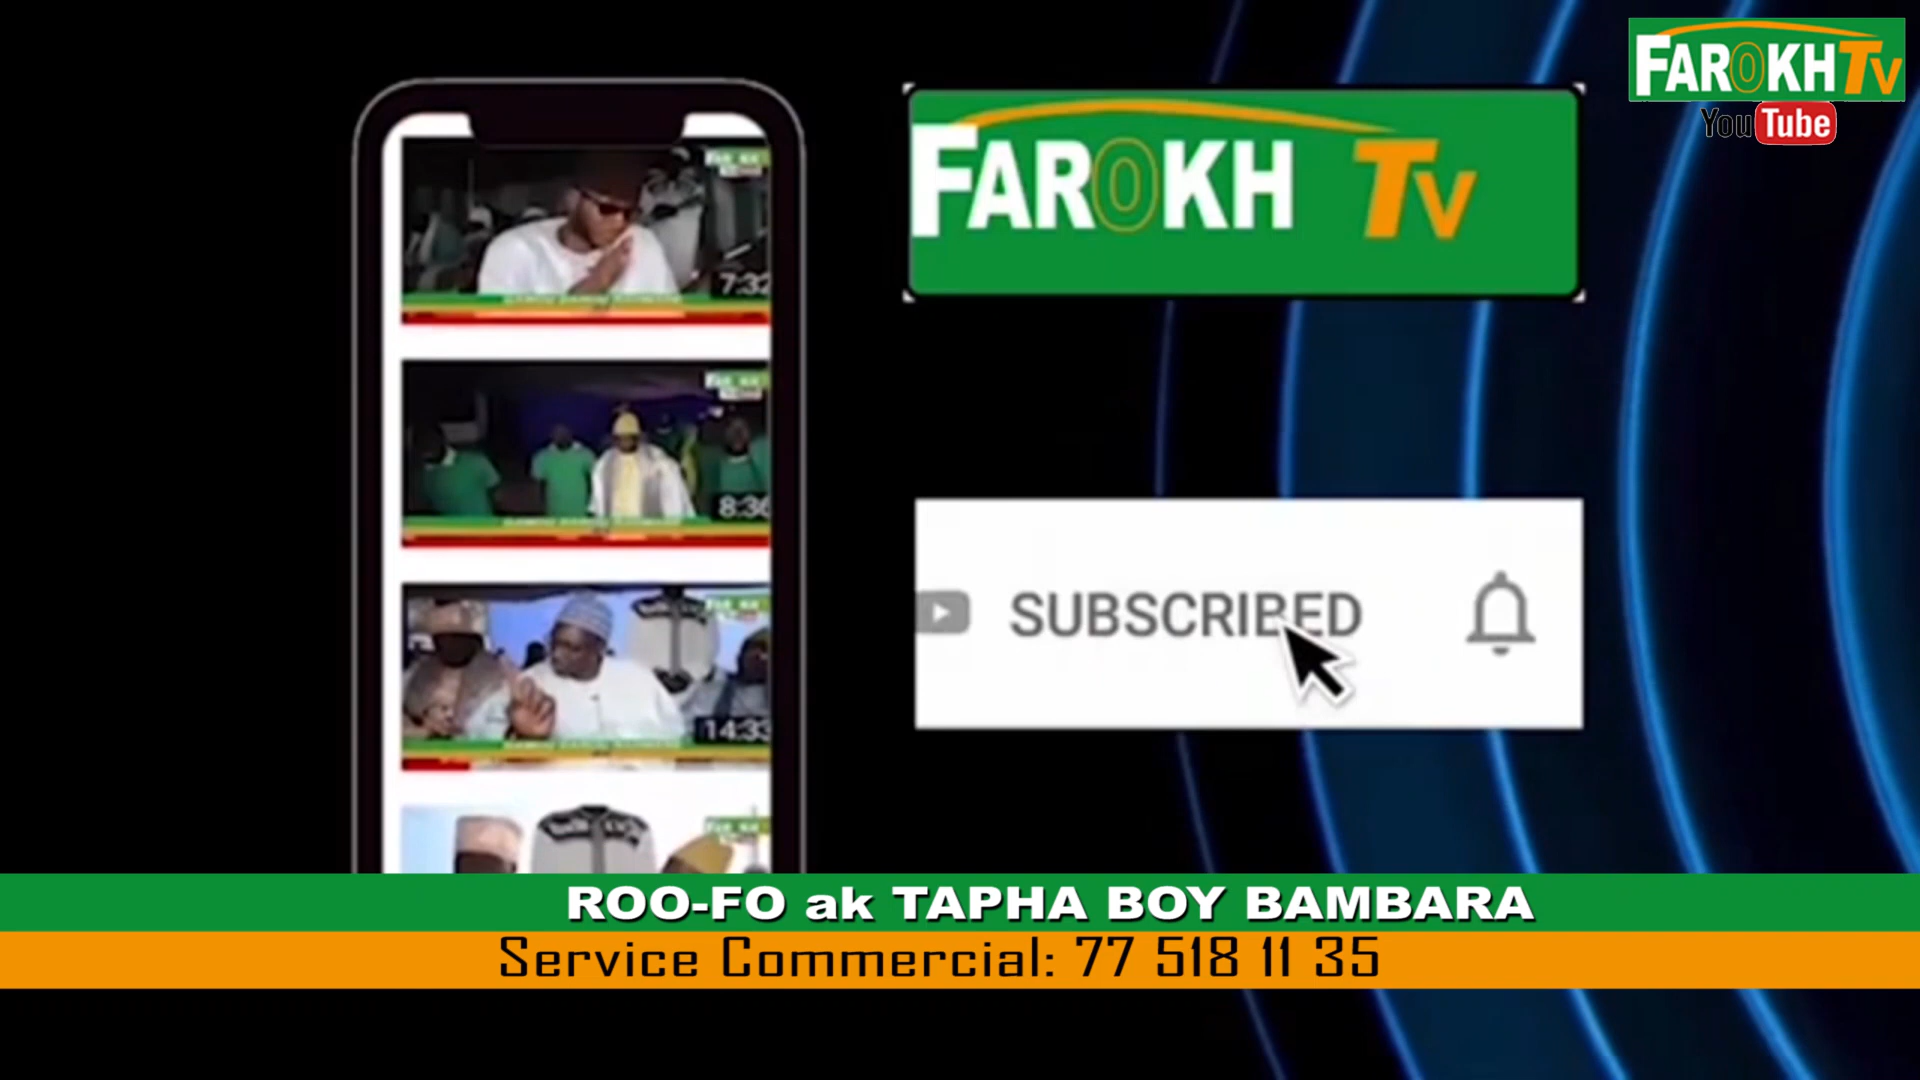 FAROKH TV
YouTube
FAROKH TV
7:32
8:36
SUBSCRIBED
14:33
ROO-FO ak TAPHA BOY BAMBARA
Service Commercial: 77 518 11 35